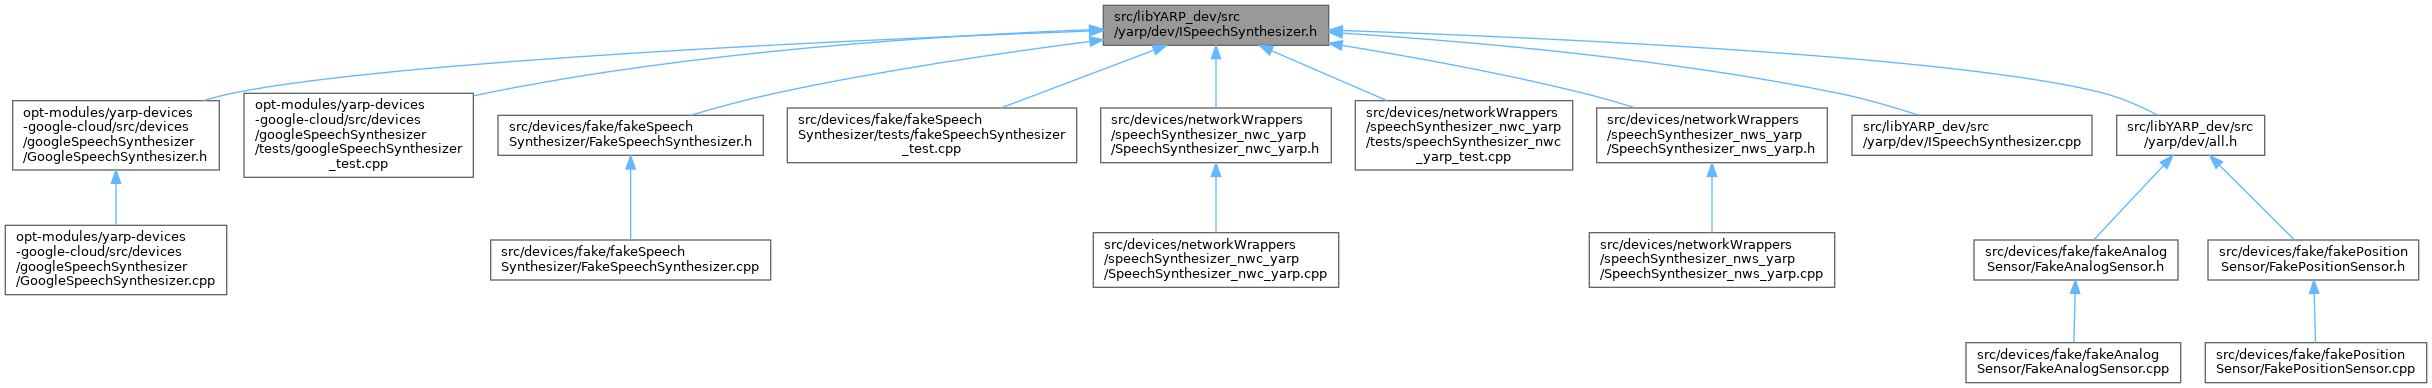 src/libYARP_dev/src
/yarp/dev/ISpeechSynthesizer.h
opt-modules/yarp-devices
-google-cloud/src/devices
/googleSpeechSynthesizer
/GoogleSpeechSynthesizer.h
opt-modules/yarp-devices
-google-cloud/src/devices
/googleSpeechSynthesizer
/tests/googleSpeechSynthesizer
_test.cpp
src/devices/fake/fakeSpeech
Synthesizer/FakeSpeechSynthesizer.h
src/devices/fake/fakeSpeech
Synthesizer/tests/fakeSpeechSynthesizer
_test.cpp
src/devices/networkWrappers
/speechSynthesizer_nwc_yarp
/SpeechSynthesizer_nwc_yarp.h
src/devices/networkWrappers
/speechSynthesizer_nwc_yarp
/tests/speechSynthesizer_nwc
_yarp_test.cpp
src/devices/networkWrappers
/speechSynthesizer_nws_yarp
/SpeechSynthesizer_nws_yarp.h
src/libYARP_dev/src
/yarp/dev/ISpeechSynthesizer.cpp
src/libYARP_dev/src
/yarp/dev/all.h
opt-modules/yarp-devices
-google-cloud/src/devices
/googleSpeechSynthesizer
/GoogleSpeechSynthesizer.cpp
src/devices/fake/fakeSpeech
Synthesizer/FakeSpeechSynthesizer.cpp
src/devices/networkWrappers
/speechSynthesizer_nwc_yarp
/SpeechSynthesizer_nwc_yarp.cpp
src/devices/networkWrappers
/speechSynthesizer_nws_yarp
/SpeechSynthesizer_nws_yarp.cpp
src/devices/fake/fakeAnalog
Sensor/FakeAnalogSensor.h
src/devices/fake/fakePosition
Sensor/FakePositionSensor.h
src/devices/fake/fakeAnalog
Sensor/FakeAnalogSensor.cpp
src/devices/fake/fakePosition
Sensor/FakePositionSensor.cpp